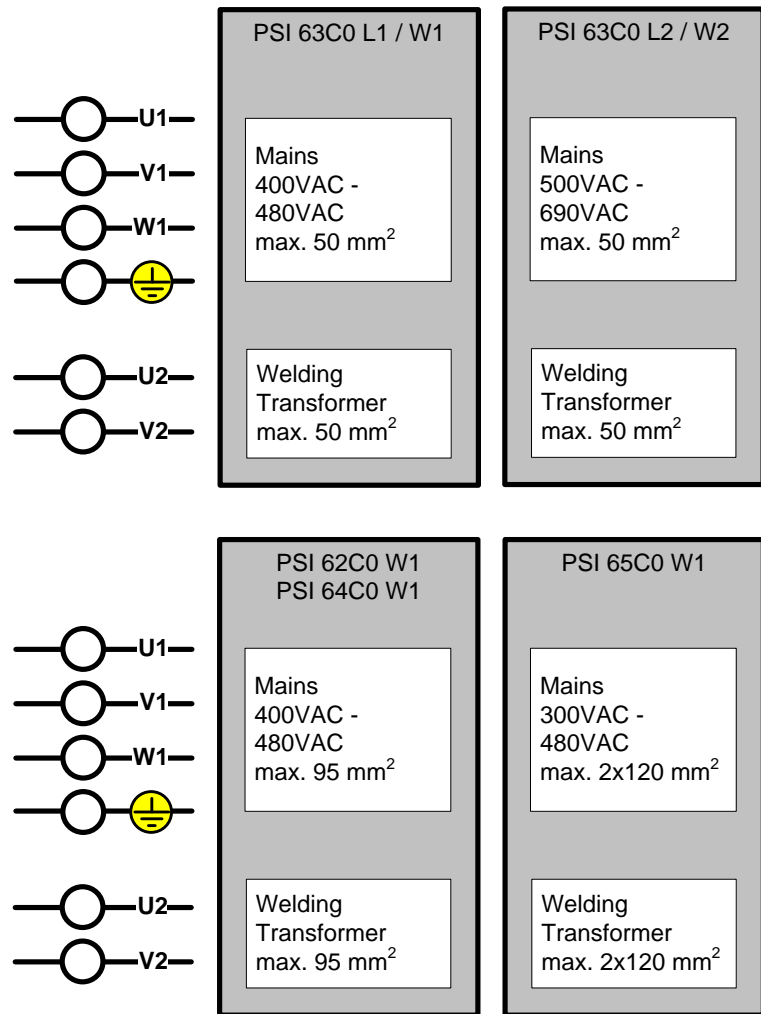 PSI 63C0 L1 / W1
PSI 63C0 L2 / W2
U1
V1
W1
U2
V2
Mains
400VAC -
480VAC
max. 50 mm²
Mains
500VAC -
690VAC
max. 50 mm²
Welding
Transformer
max. 50 mm²
Welding
Transformer
max. 50 mm²
PSI 62C0 W1
PSI 64C0 W1
PSI 65C0 W1
U1
V1
W1
U2
V2
Mains
400VAC -
480VAC
max. 95 mm²
Mains
300VAC -
480VAC
max. 2x120 mm²
Welding
Transformer
max. 95 mm²
Welding
Transformer
max. 2x120 mm²